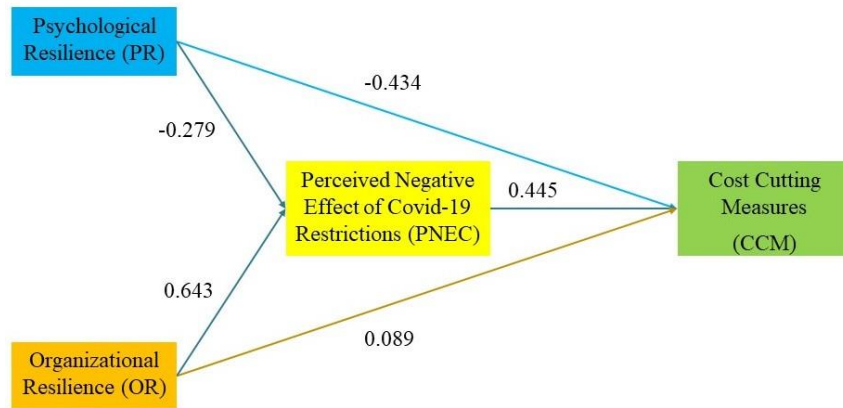 Psychological
Resilience (PR)
-0.434
-0.279
Perceived Negative
Effect of Covid-19
Restrictions (PNEC)
0.445
Cost Cutting
Measures
(CCM)
0.643
0.089
Organizational
Resilience (OR)